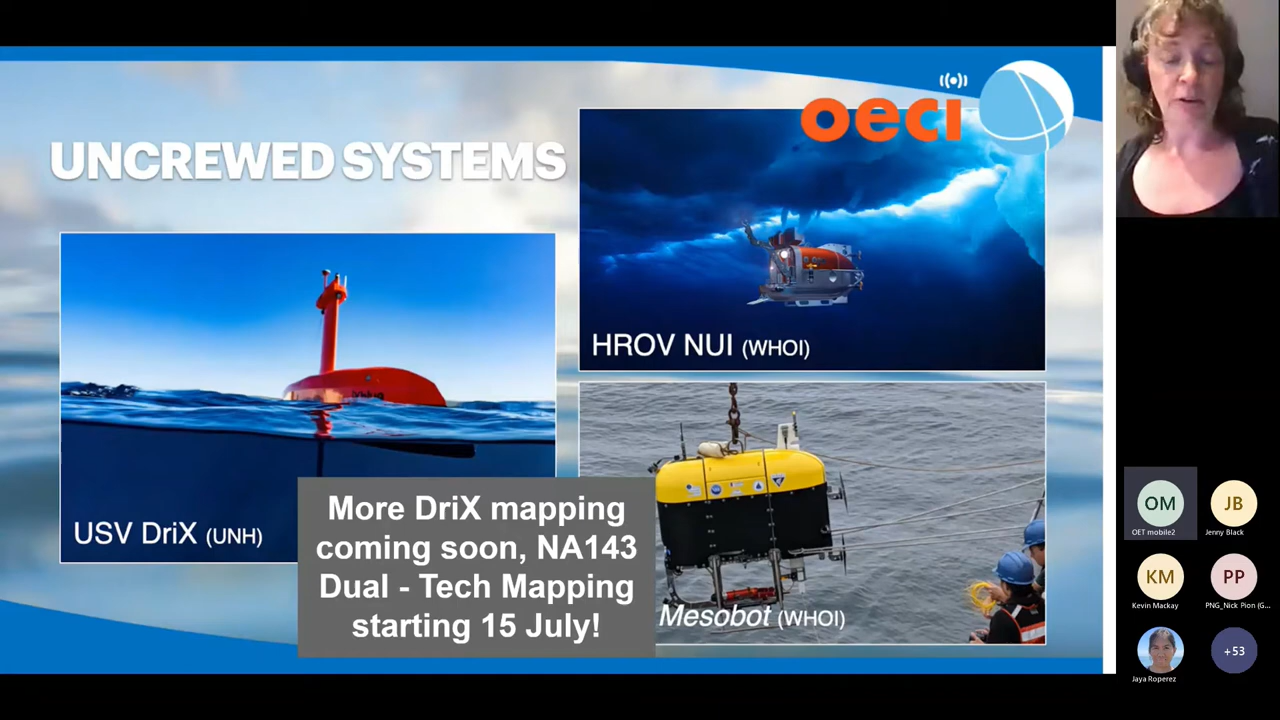 oeci
UNCREWED SYSTEMS
HROV NUI (WHOI)
USV DriX (UNH)
More DriX mapping
coming soon, NA143
Dual - Tech Mapping
starting 15 July!
Mesobot (WHOI)
OM
OET mobile2
JB
Jenny Black
KM
Kevin Mackay
PP
PNG_Nick Pion (G...
Jaya Roperez
+53